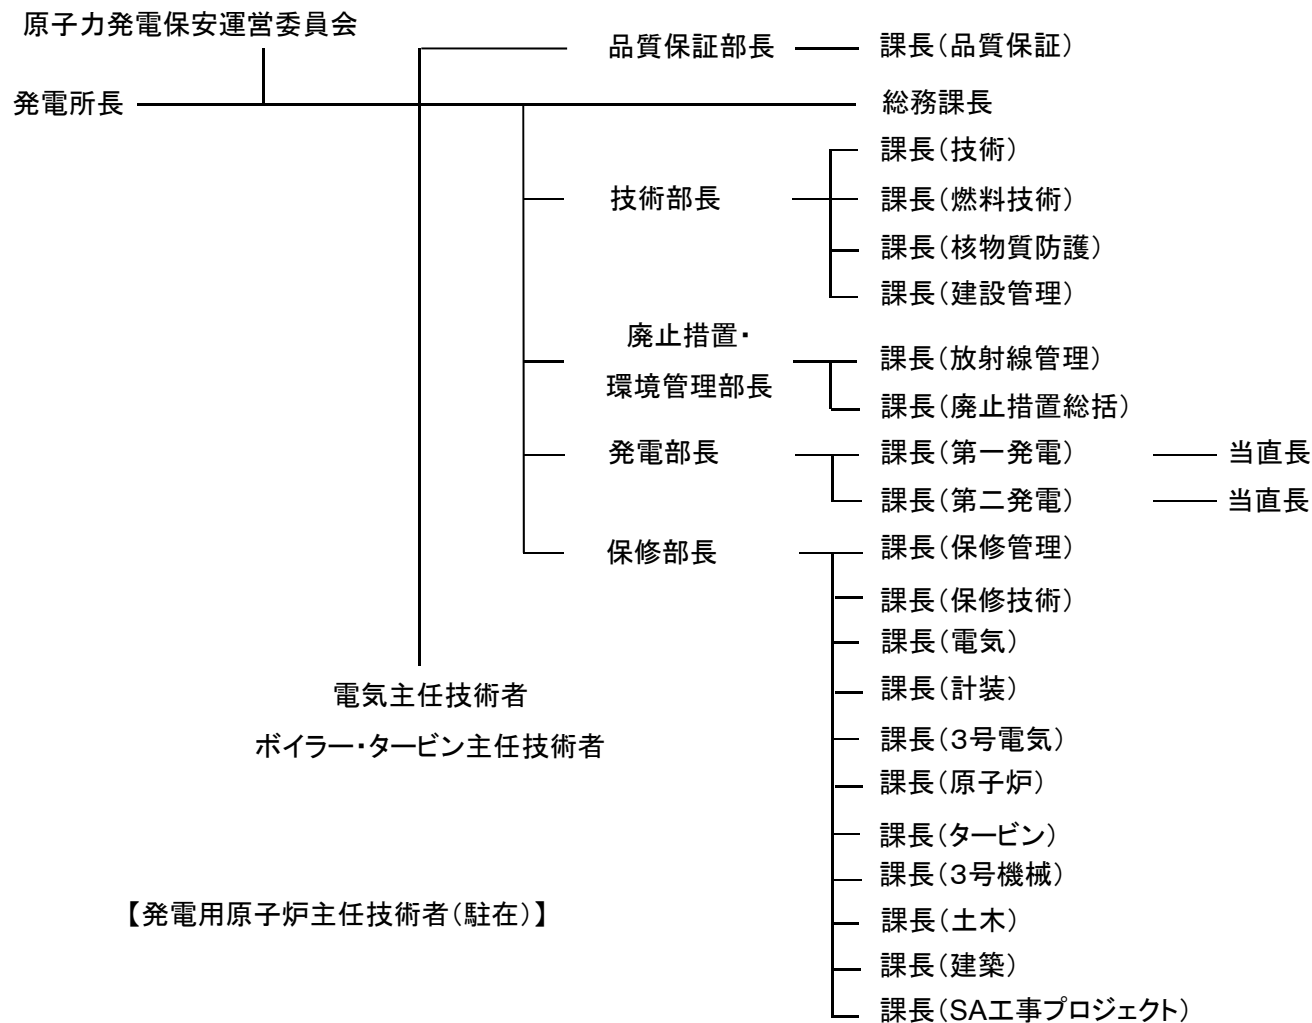 原子力発電保安運営委員会
品質保証部長
課長（品質保証）
発電所長
総務課長
課長（技術）
技術部長
課長（燃料技術）
課長（核物質防護）
課長（建設管理）
廃止措置・
環境管理部長
課長（放射線管理）
課長（廃止措置総括）
発電部長
課長（第一発電）
当直長
課長（第二発電）
当直長
保修部長
課長（保修管理）
課長（保修技術）
課長（電気）
課長（計装）
課長（3号電気）
課長（原子炉）
課長（タービン）
課長（3号機械）
課長（土木）
課長（建築）
課長（SA工事プロジェクト）
電気主任技術者
ボイラー・タービン主任技術者
【発電用原子炉主任技術者（駐在）】